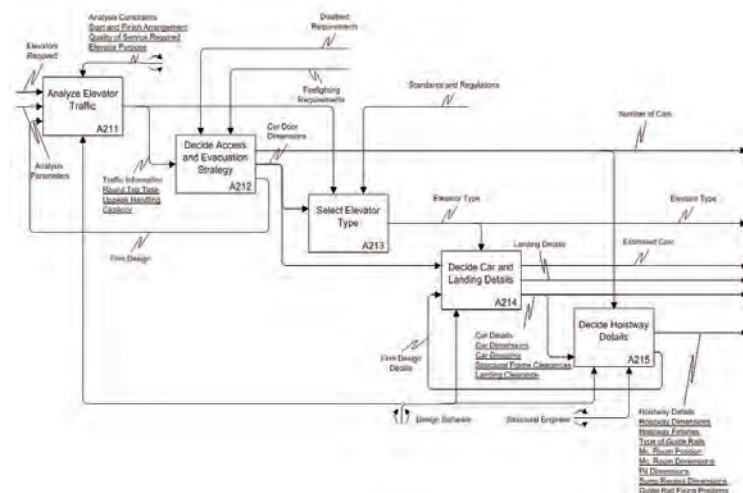 Analysis Constraints
Start and Finish Arrangement
Quality of Service Required
Elevator Purpose
Elevators
Required
Disabled
Requirements
Analyze Elevator
Traffic
A211
Firefighting
Requirements
Standards and Regulations
Car Door
Dimensions
Number of Cars
Decide Access
and Evacuation
Strategy
A212
Analysis
Parameters
Traffic Information
Round Trip Time
Uppeak Handling
Capacity
Select Elevator
Type
A213
Elevator Type
Elevator Type
Firm Design
Landing Details
Estimated Cost
Decide Car and
Landing Details
A214
Decide Hoistway
Details
A215
Car Details
Car Dimensions
Car Grouping
Structural Frame Clearances
Landing Clearance
Firm Design
Details
Design Software
Structural Engineer
Hoistway Details
Hoistway Dimensions
Hoistway Finishes
Type of Guide Rails
Mc. Room Position
Mc. Room Dimensions
Pit Dimensions
Sump Recess Dimensions
Guide Rail Fixing Positions